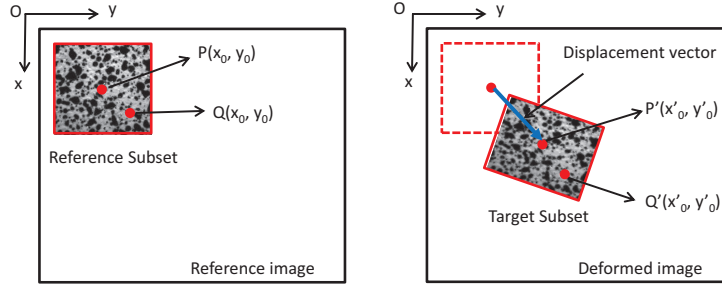 O
y
x
P(x₀, y₀)
Q(x₀, y₀)
Reference Subset
Reference image
O
y
x
Displacement vector
P'(x'₀, y'₀)
Q'(x'₀, y'₀)
Target Subset
Deformed image